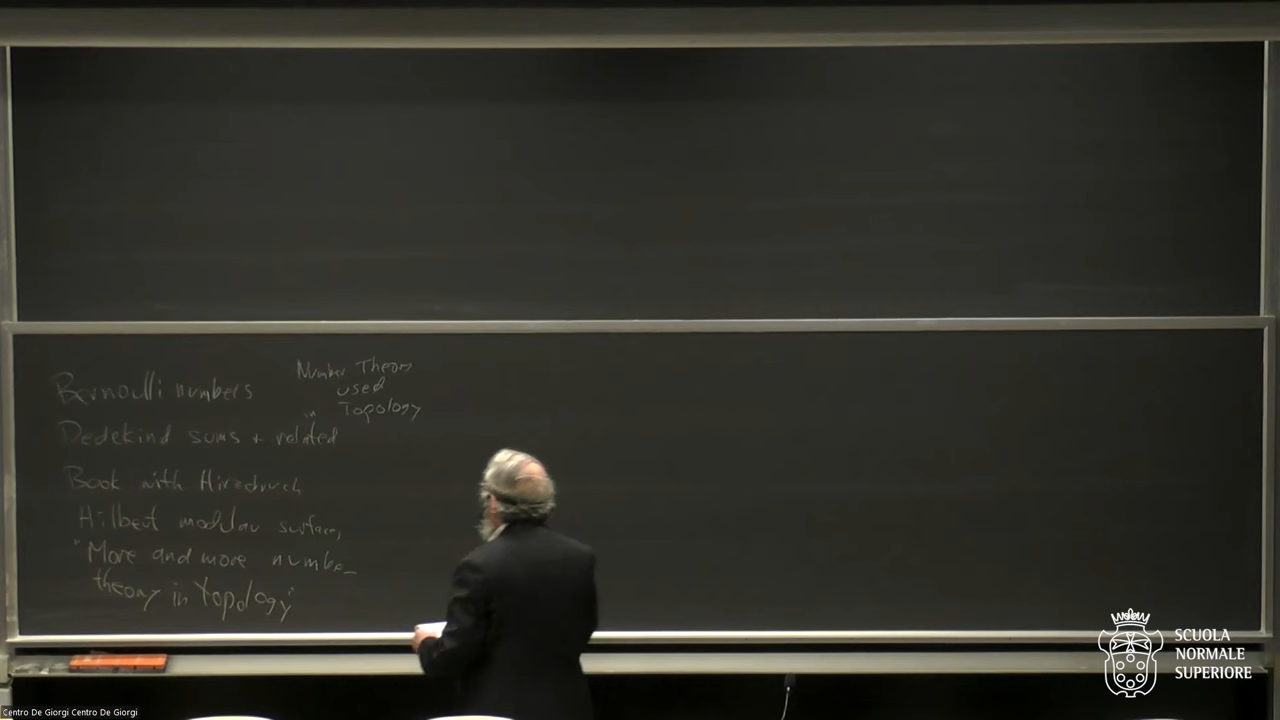 Bernoulli numbers
Number Theory
used
in Topology
Dedekind sums + related
Book with Hirzebruch
Hilbert modular surfaces
"More and more number
theory in topology"
SCUOLA
NORMALE
SUPERIORE
Centro De Giorgi Centro De Giorgi